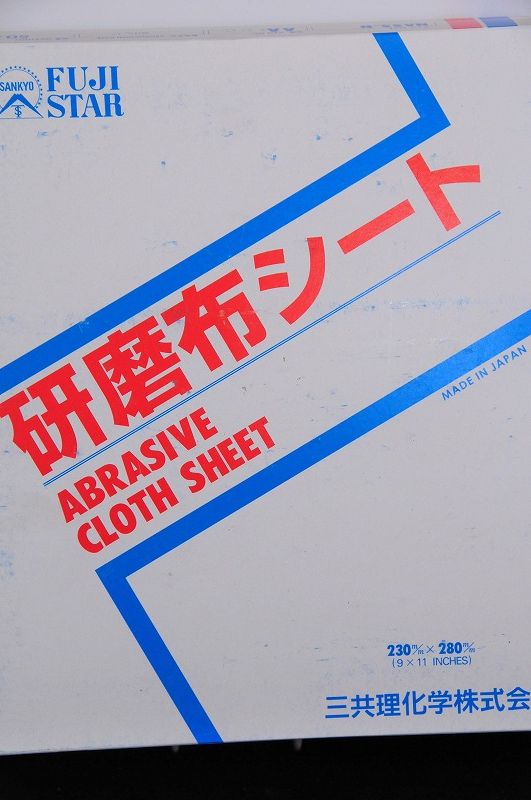 SANKYO
FUJI
STAR
研磨布シート
ABRASIVE
CLOTH SHEET
MADE IN JAPAN
230m/m × 280m/m
(9 × 11 INCHES)
三共理化学株式会